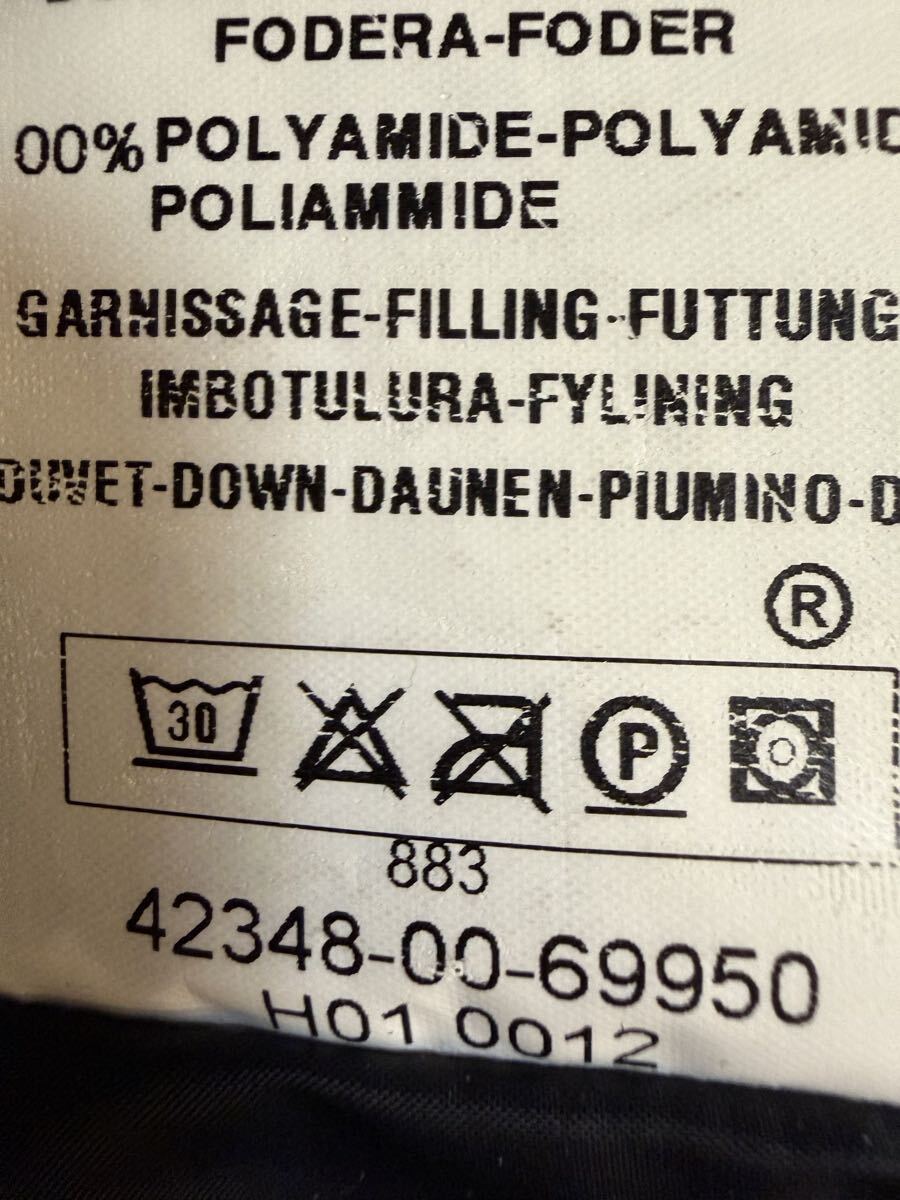 FODERA-FODER
00% POLYAMIDE-POLYAMID
POLIAMMIDE
GARNISSAGE-FILLING-FUTTUNG
IMBOTULURA-FYLINING
DUVET-DOWN-DAUNEN-PIUMINO-D
®
30 P
883
42348-00-69950
H01 0012